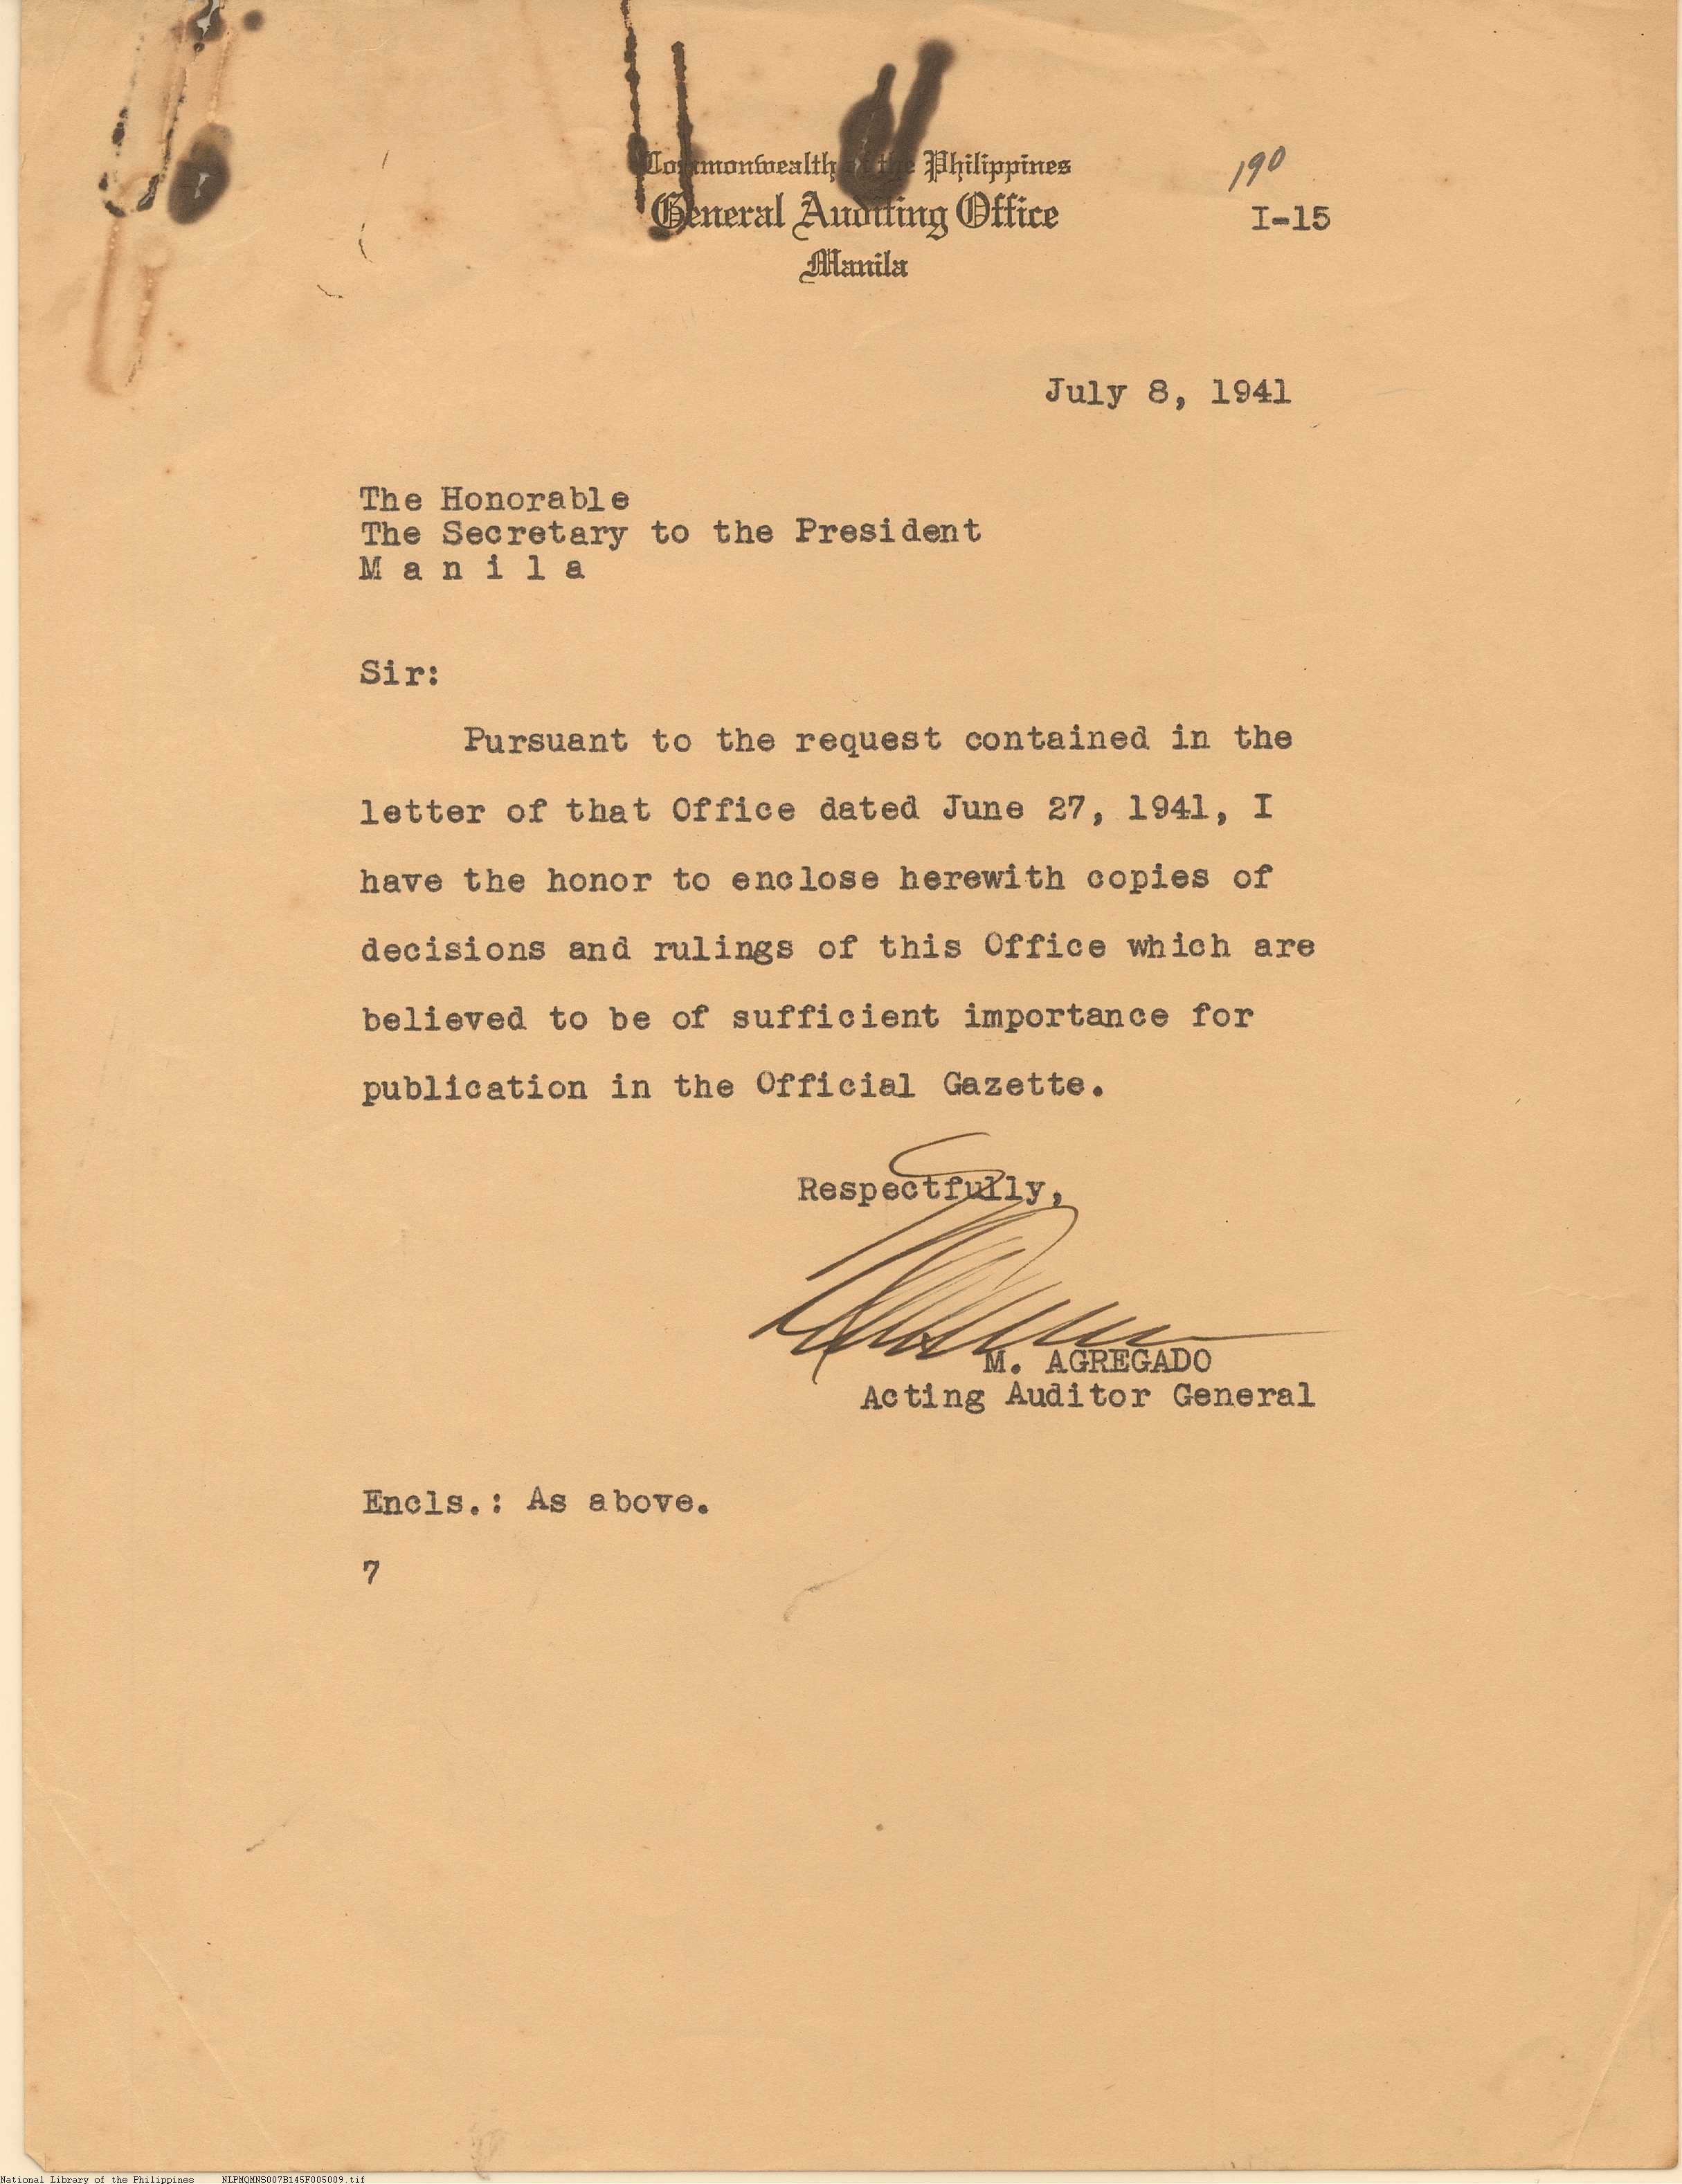 Commonwealth of the Philippines
General Auditing Office
Manila
190
I-15
July 8, 1941
The Honorable
The Secretary to the President
M a n i l a
Sir:
Pursuant to the request contained in the
letter of that Office dated June 27, 1941, I
have the honor to enclose herewith copies of
decisions and rulings of this Office which are
believed to be of sufficient importance for
publication in the Official Gazette.
Respectfully,
M. AGREGADO
Acting Auditor General
Encls.: As above.
7
National Library of the Philippines NLPMQMNS007B145F005009.tif